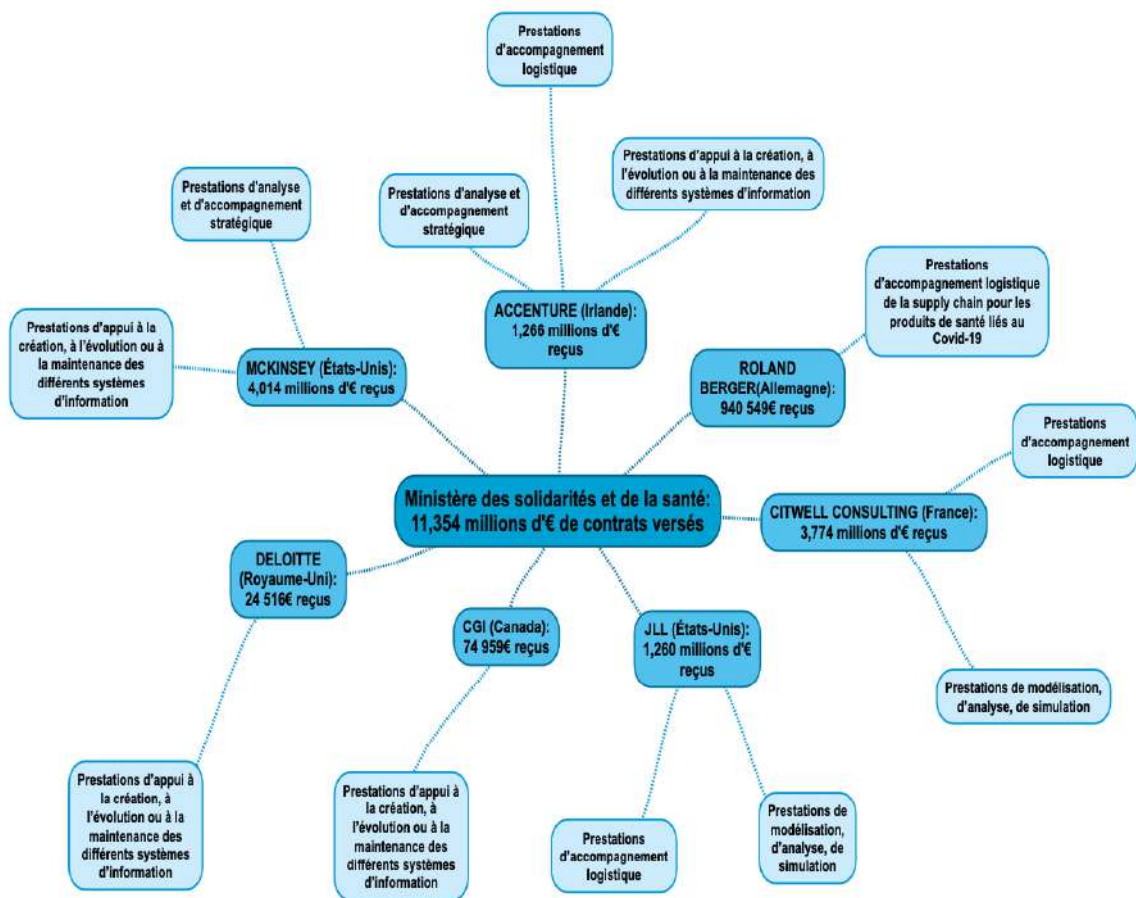 Prestations
d'accompagnement
logistique
Prestations d'appui à la création, à
l'évolution ou à la maintenance des
différents systèmes d'information
Prestations d'analyse
et d'accompagnement
stratégique
Prestations d'analyse et
d'accompagnement
stratégique
Prestations
d'accompagnement logistique
de la supply chain pour les
produits de santé liés au
Covid-19
ACCENTURE (Irlande):
1,266 millions d'€
reçus
Prestations d'appui à la
création, à l'évolution ou à
la maintenance des
différents systèmes
d'information
MCKINSEY (États-Unis):
4,014 millions d'€ reçus
ROLAND
BERGER(Allemagne):
940 549€ reçus
Prestations
d'accompagnement
logistique
Ministère des solidarités et de la santé:
11,354 millions d'€ de contrats versés
CITWELL CONSULTING (France):
3,774 millions d'€ reçus
DELOITTE
(Royaume-Uni):
24 516€ reçus
CGI (Canada):
74 959€ reçus
JLL (États-Unis):
1,260 millions d'€
reçus
Prestations de modélisation,
d'analyse, de simulation
Prestations d'appui à
la création, à
l'évolution ou à la
maintenance des
différents systèmes
d'information
Prestations d'appui à
la création, à
l'évolution ou à la
maintenance des
différents systèmes
d'information
Prestations
d'accompagnement
logistique
Prestations de
modélisation,
d'analyse, de
simulation